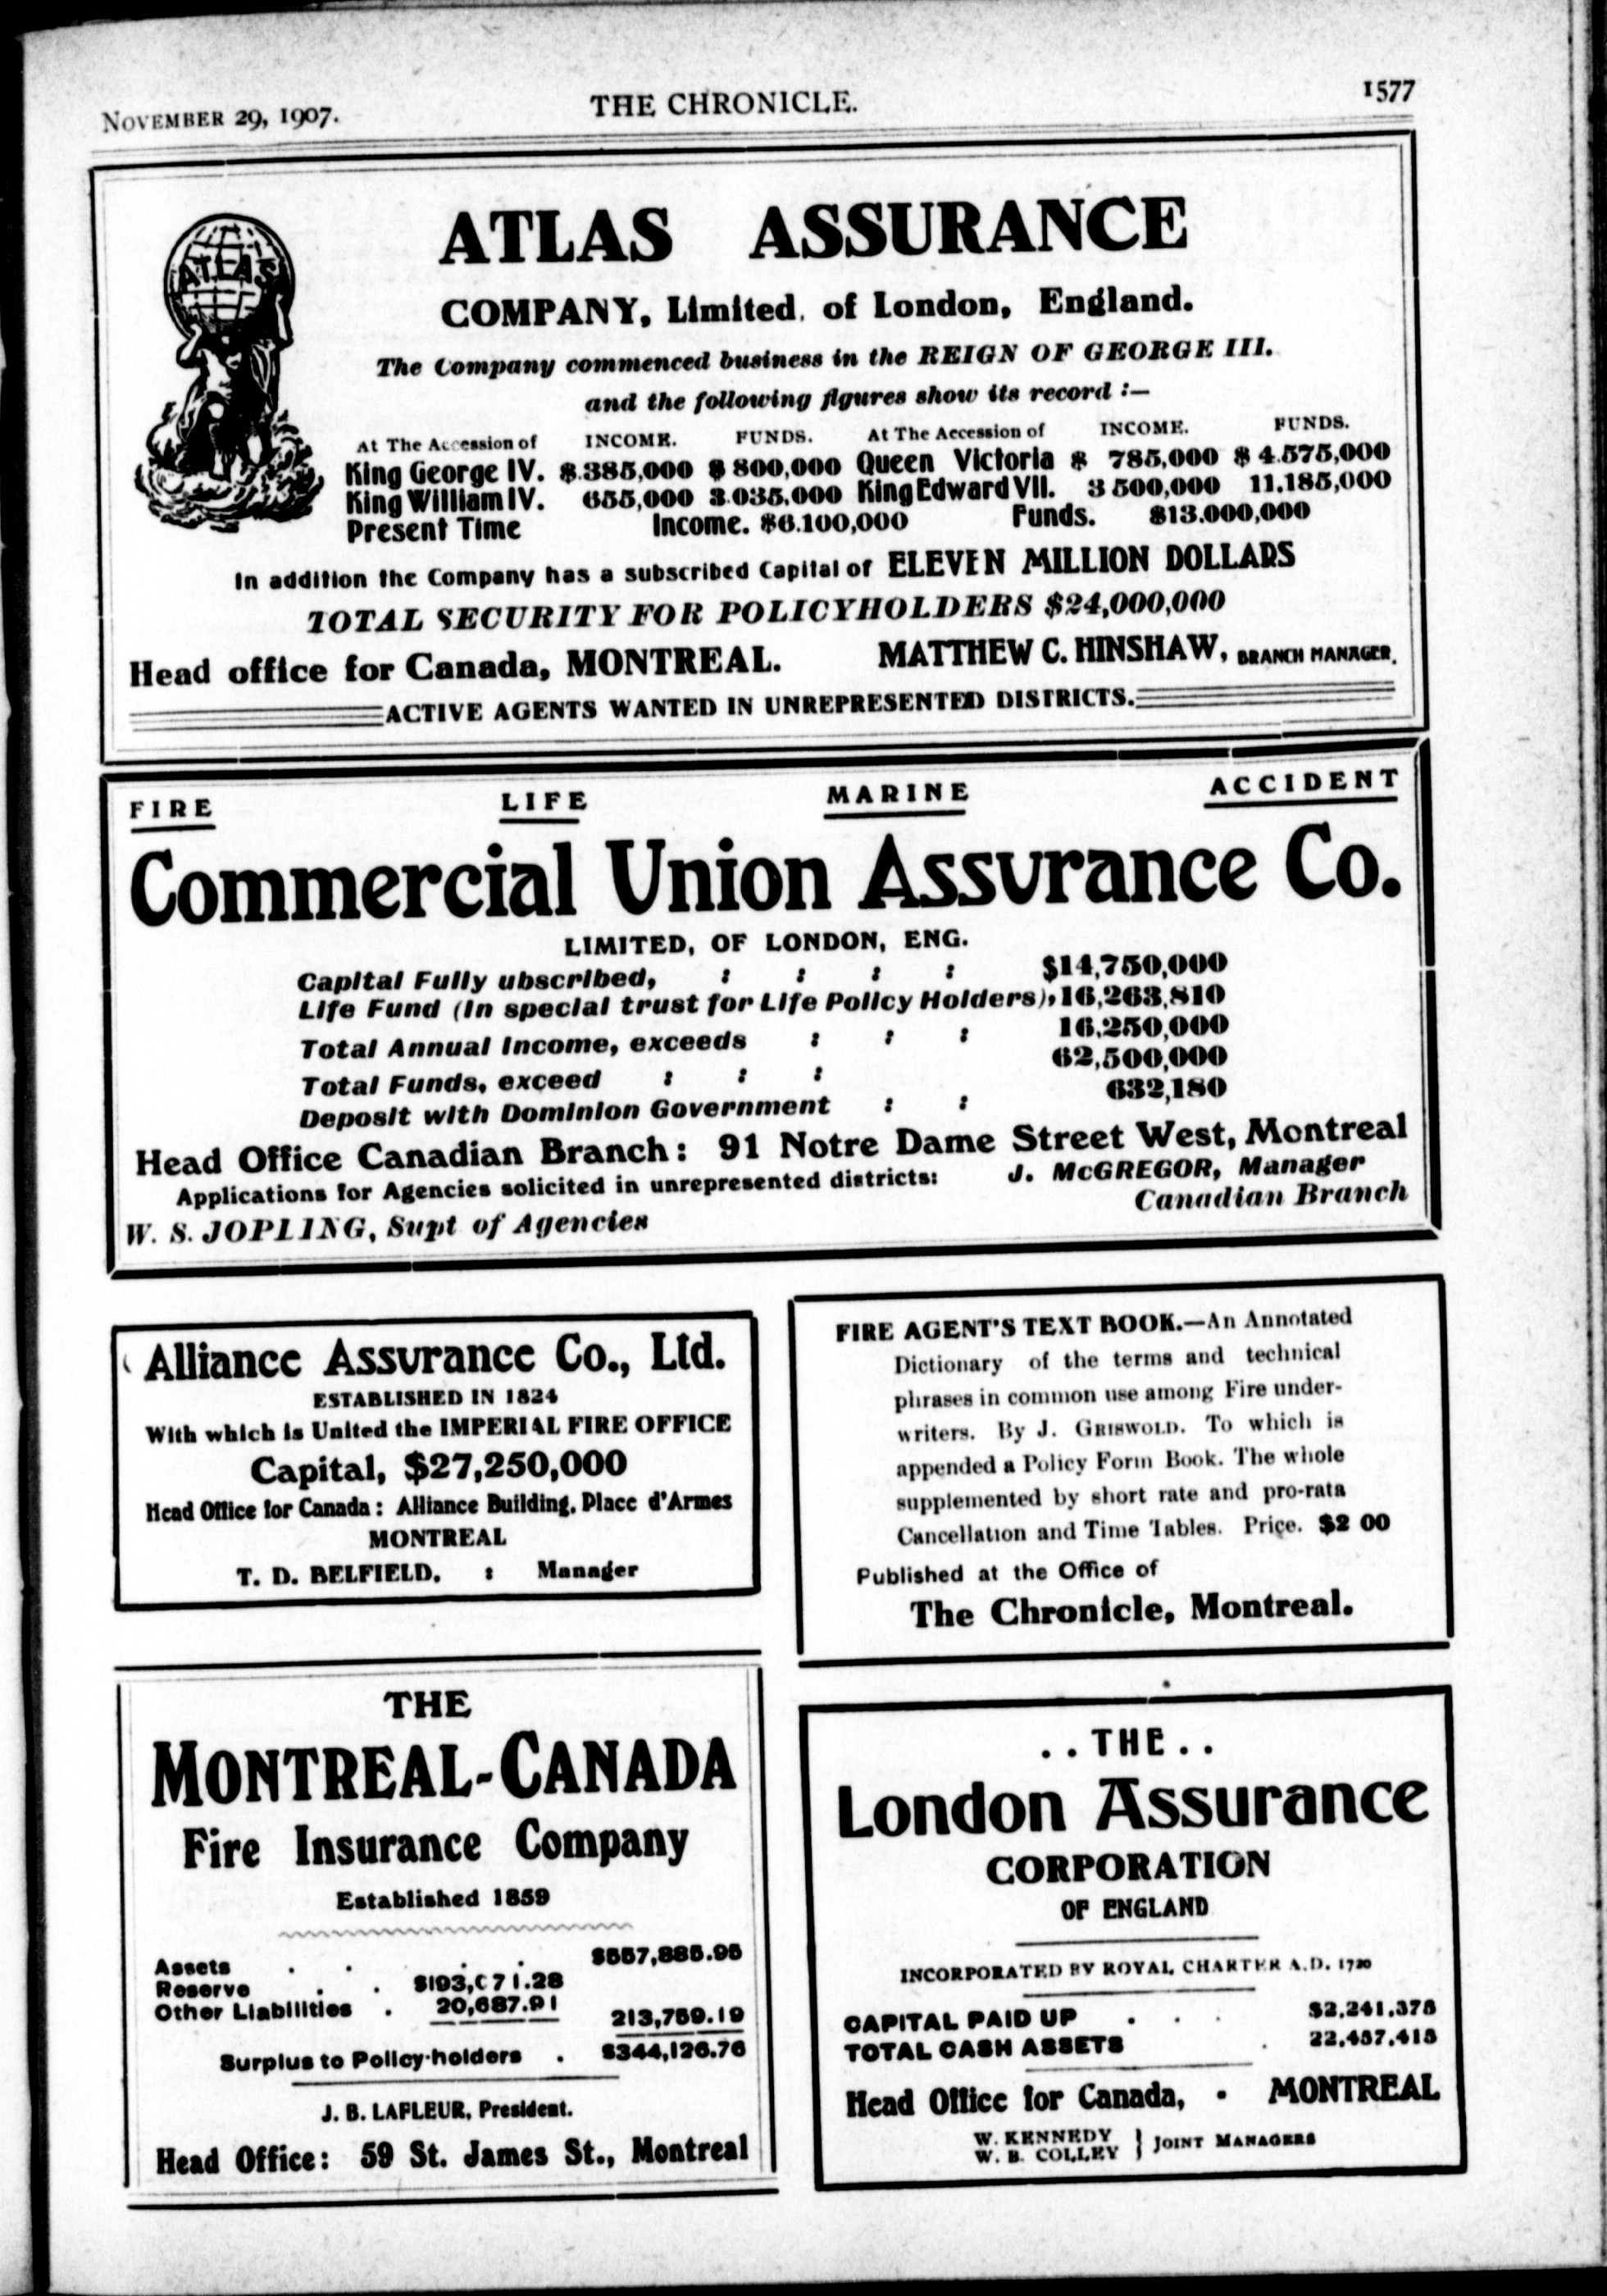 NOVEMBER 29, 1907.
THE CHRONICLE.
1577
ATLAS
ATLAS ASSURANCE
COMPANY, Limited. of London, England.
The Company commenced business in the REIGN OF GEORGE III.
and the following figures show its record :—
At The Accession of INCOME. FUNDS. At The Accession of INCOME. FUNDS.
King George IV. $.385,000 $ 800,000 Queen Victoria $ 785,000 $ 4.575,000
King William IV. 655,000 3.035,000 King Edward VII. 3 500,000 11.185,000
Present Time Income. $6.100,000 Funds. $13.000,000
In addition the Company has a subscribed Capital of ELEVEN MILLION DOLLARS
TOTAL SECURITY FOR POLICYHOLDERS $24,000,000
Head office for Canada, MONTREAL. MATTHEW C. HINSHAW, BRANCH MANAGER.
ACTIVE AGENTS WANTED IN UNREPRESENTED DISTRICTS.
FIRE LIFE MARINE ACCIDENT
Commercial Union Assurance Co.
LIMITED, OF LONDON, ENG.
Capital Fully ubscribed, : : : : $14,750,000
Life Fund (In special trust for Life Policy Holders), 16,263,810
Total Annual Income, exceeds : : : 16,250,000
Total Funds, exceed : : : 62,500,000
Deposit with Dominion Government : : 632,180
Head Office Canadian Branch: 91 Notre Dame Street West, Montreal
Applications for Agencies solicited in unrepresented districts: J. McGREGOR, Manager
W. S. JOPLING, Supt of Agencies Canadian Branch
Alliance Assurance Co., Ltd.
ESTABLISHED IN 1824
With which is United the IMPERIAL FIRE OFFICE
Capital, $27,250,000
Head Office for Canada: Alliance Building, Place d'Armes
MONTREAL
T. D. BELFIELD, : Manager
FIRE AGENT'S TEXT BOOK.—An Annotated
Dictionary of the terms and technical
phrases in common use among Fire under-
writers. By J. GRISWOLD. To which is
appended a Policy Form Book. The whole
supplemented by short rate and pro-rata
Cancellation and Time Tables. Price. $2 00
Published at the Office of
The Chronicle, Montreal.
THE
MONTREAL-CANADA
Fire Insurance Company
Established 1859
Assets . . . . $557,885.95
Reserve . . $193,071.28
Other Liabilities . 20,687.91 213,759.19
Surplus to Policy-holders . $344,126.76
J. B. LAFLEUR, President.
Head Office: 59 St. James St., Montreal
..THE..
London Assurance
CORPORATION
OF ENGLAND
INCORPORATED BY ROYAL CHARTER A.D. 1720
CAPITAL PAID UP . . . $2,241,375
TOTAL CASH ASSETS . 22,457,415
Head Office for Canada, - MONTREAL
W. KENNEDY
W. B. COLLEY } JOINT MANAGERS